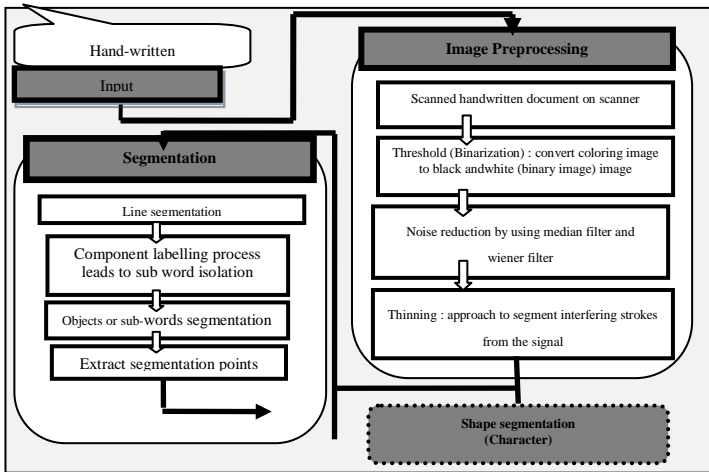 Hand-written
Input
Image Preprocessing
Scanned handwritten document on scanner
Threshold (Binarization) : convert coloring image
to black andwhite (binary image) image
Noise reduction by using median filter and
wiener filter
Thinning : approach to segment interfering strokes
from the signal
Segmentation
Line segmentation
Component labelling process
leads to sub word isolation
Objects or sub-words segmentation
Extract segmentation points
Shape segmentation
(Character)